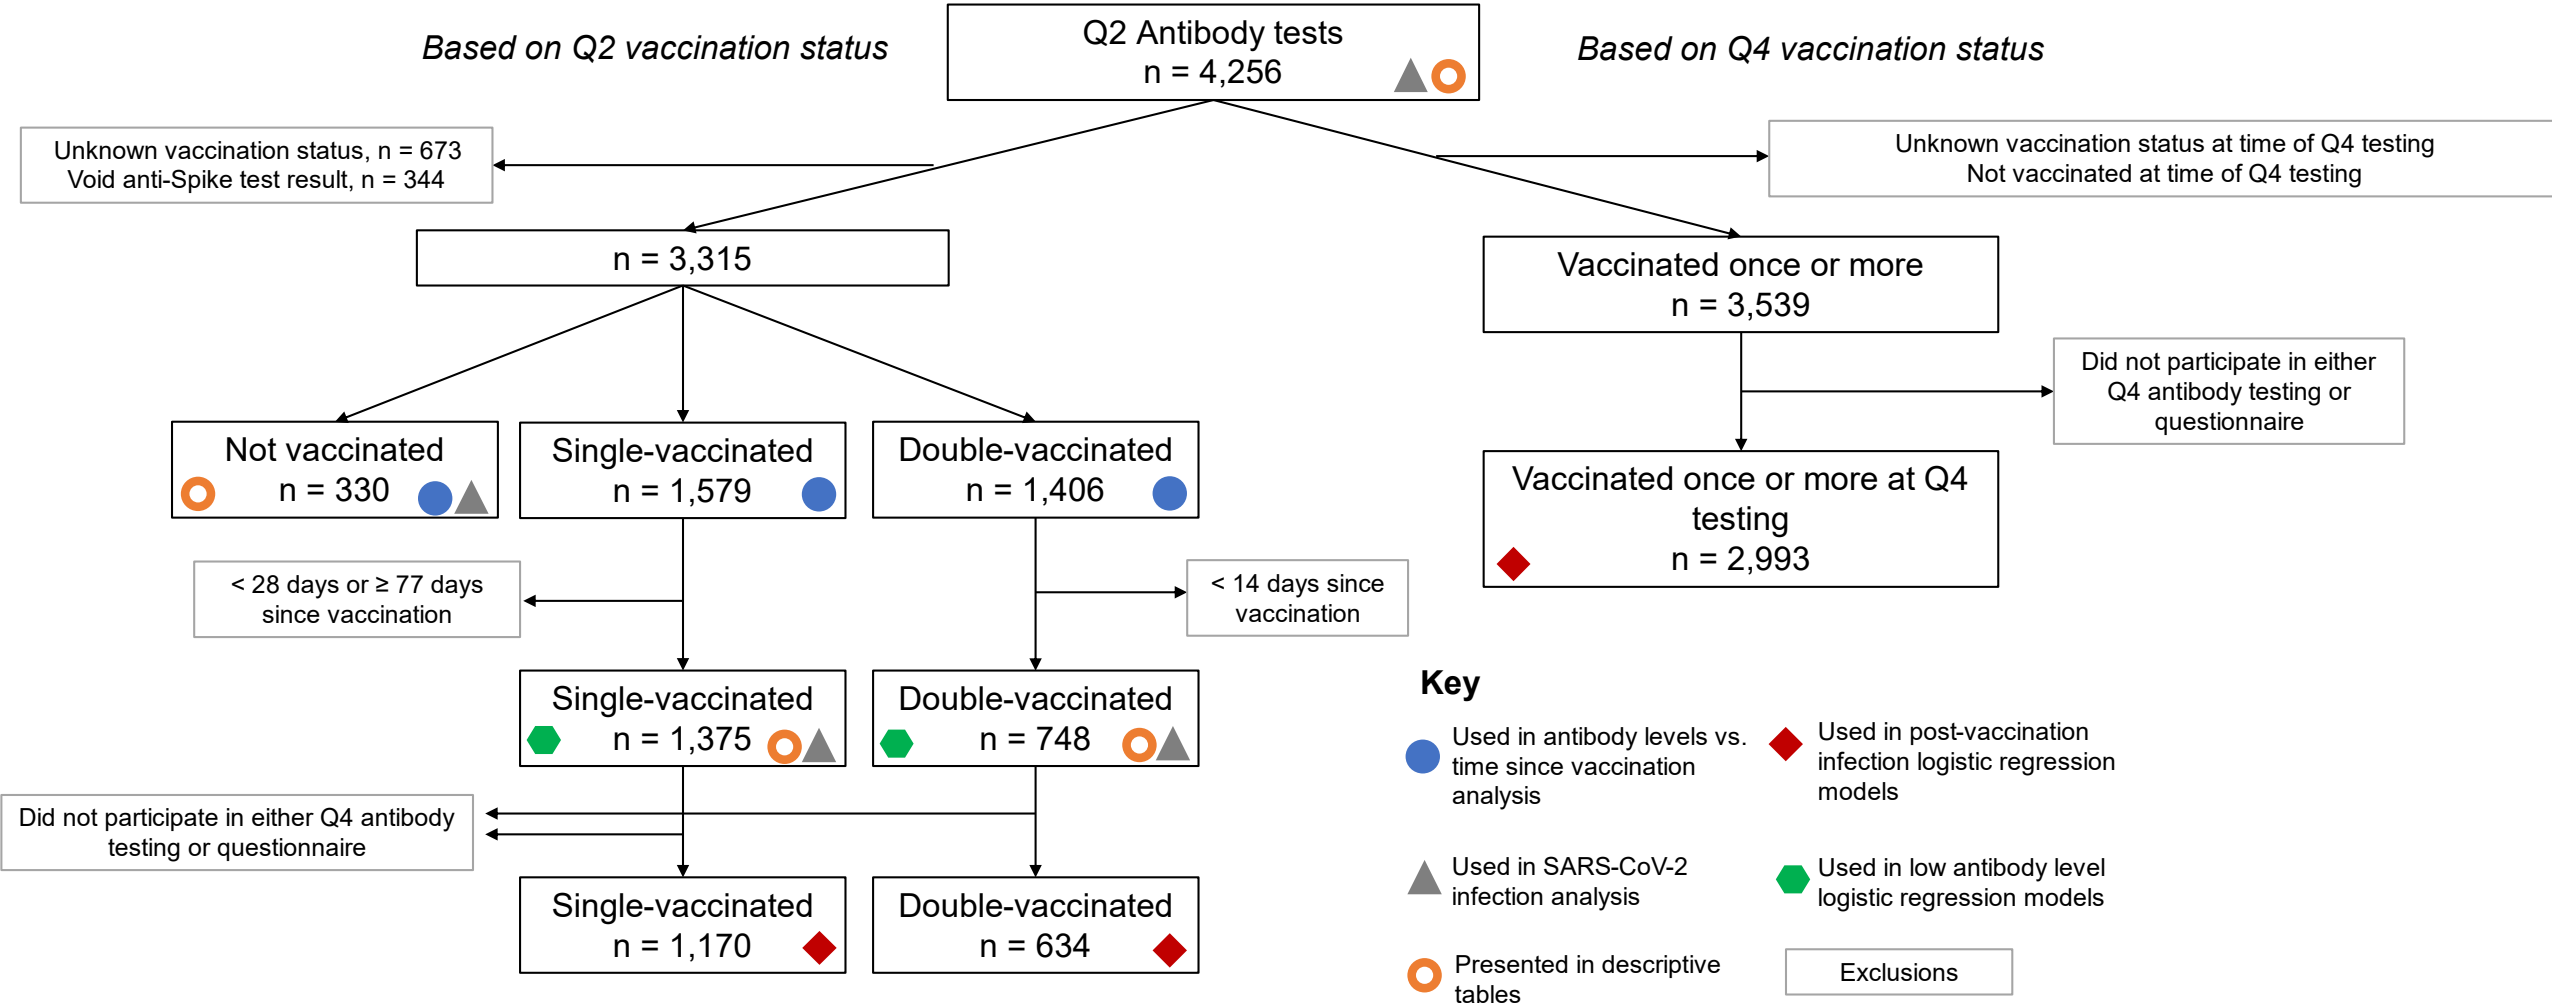 Based on Q2 vaccination status
Q2 Antibody tests
n = 4,256
Based on Q4 vaccination status
Unknown vaccination status, n = 673
Void anti-Spike test result, n = 344
Unknown vaccination status at time of Q4 testing
Not vaccinated at time of Q4 testing
n = 3,315
Vaccinated once or more
n = 3,539
Did not participate in either
Q4 antibody testing or
questionnaire
Not vaccinated
n = 330
Single-vaccinated
n = 1,579
Double-vaccinated
n = 1,406
Vaccinated once or more at Q4
testing
n = 2,993
< 28 days or ≥ 77 days
since vaccination
< 14 days since
vaccination
Single-vaccinated
n = 1,375
Double-vaccinated
n = 748
Did not participate in either Q4 antibody
testing or questionnaire
Single-vaccinated
n = 1,170
Double-vaccinated
n = 634
Key
Used in antibody levels vs.
time since vaccination
analysis
Used in post-vaccination
infection logistic regression
models
Used in SARS-CoV-2
infection analysis
Used in low antibody level
logistic regression models
Presented in descriptive
tables
Exclusions